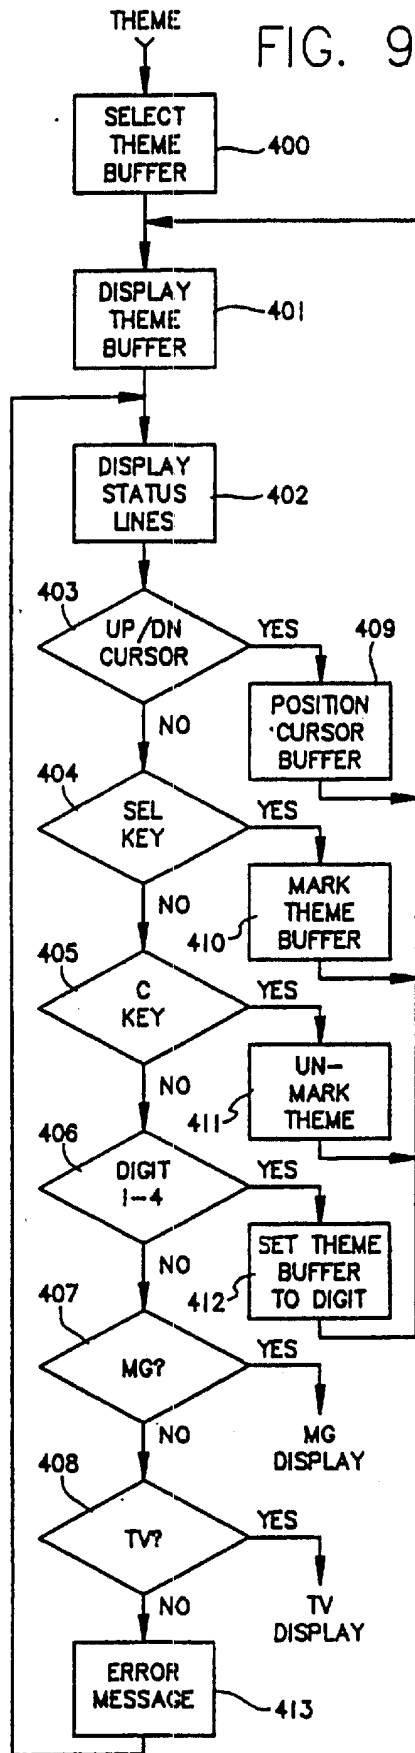 THEME
FIG. 9
SELECT
THEME
BUFFER
400
DISPLAY
THEME
BUFFER
401
DISPLAY
STATUS
LINES
402
403
UP/DN
CURSOR
YES
409
POSITION
CURSOR
BUFFER
NO
404
SEL
KEY
YES
MARK
THEME
BUFFER
410
NO
405
C
KEY
YES
UN-
MARK
THEME
411
NO
406
DIGIT
1-4
YES
SET THEME
BUFFER
TO DIGIT
412
NO
407
MG?
YES
MG
DISPLAY
NO
408
TV?
YES
TV
DISPLAY
NO
ERROR
MESSAGE
413